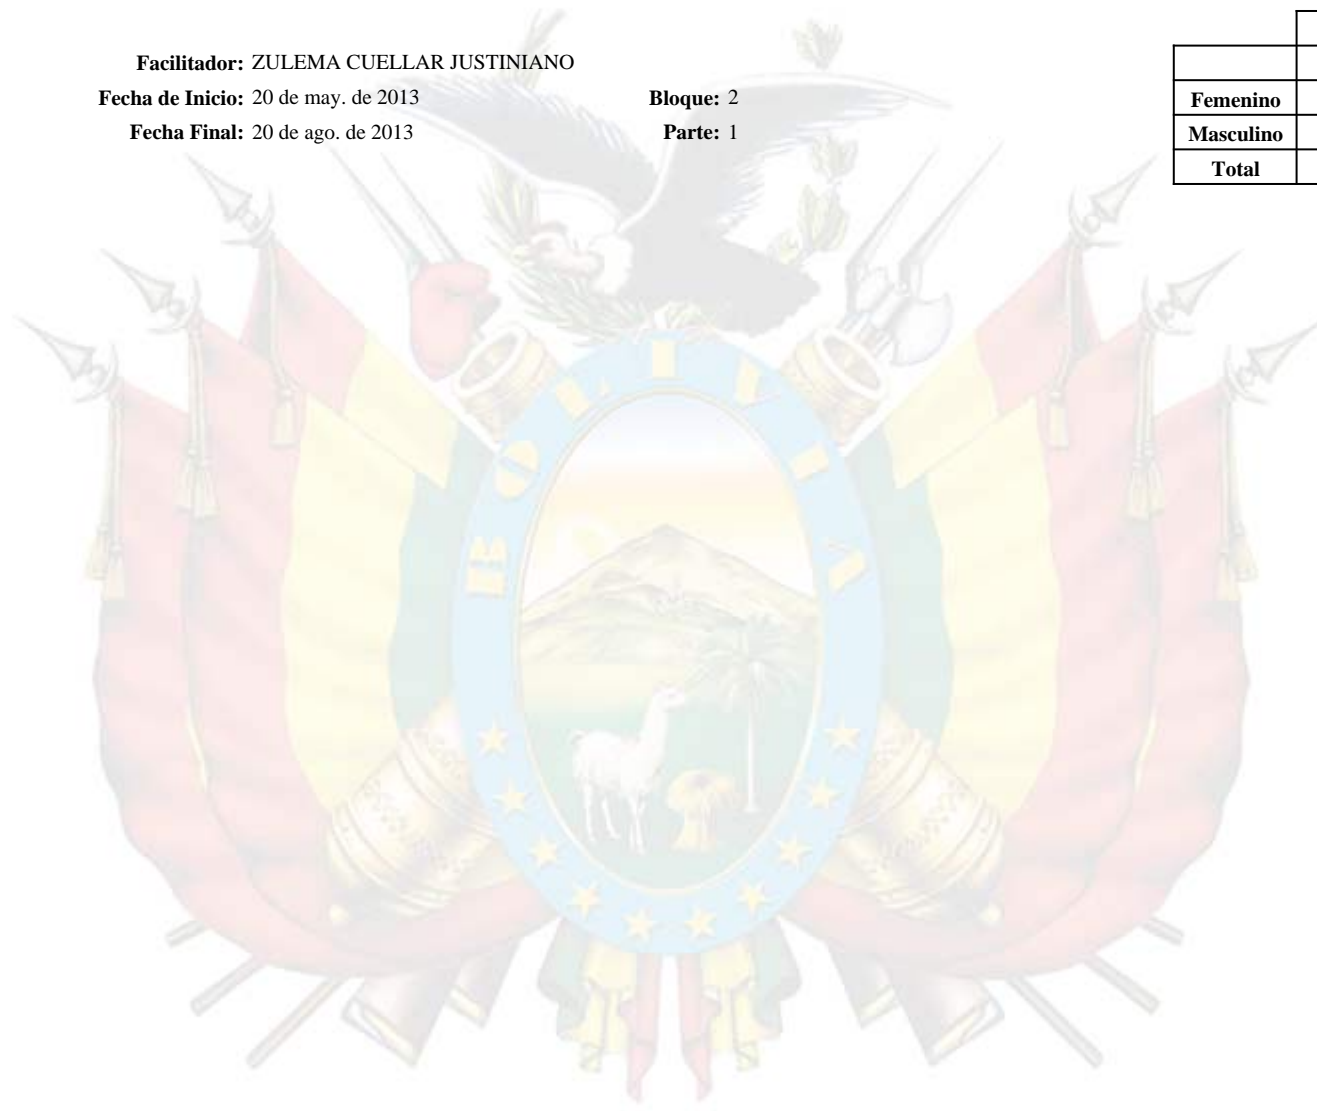 Facilitador: ZULEMA CUELLAR JUSTINIANO
Fecha de Inicio: 20 de may. de 2013 Bloque: 2
Fecha Final: 20 de ago. de 2013 Parte: 1
Femenino
Masculino
Total
BOLIVIA